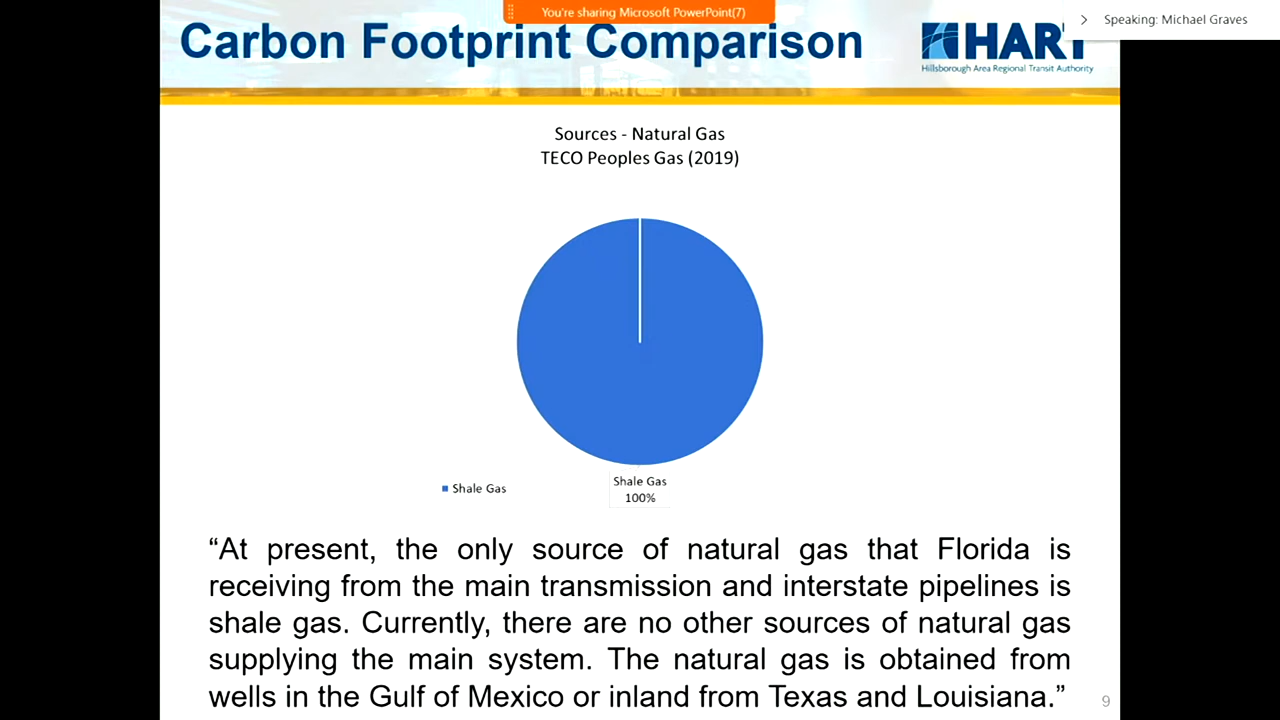 You're sharing Microsoft PowerPoint(7)
Speaking: Michael Graves
Carbon Footprint Comparison
HART
Hillsborough Area Regional Transit Authority
Sources - Natural Gas
TECO Peoples Gas (2019)
Shale Gas
Shale Gas
100%
“At present, the only source of natural gas that Florida is
receiving from the main transmission and interstate pipelines is
shale gas. Currently, there are no other sources of natural gas
supplying the main system. The natural gas is obtained from
wells in the Gulf of Mexico or inland from Texas and Louisiana.”
9